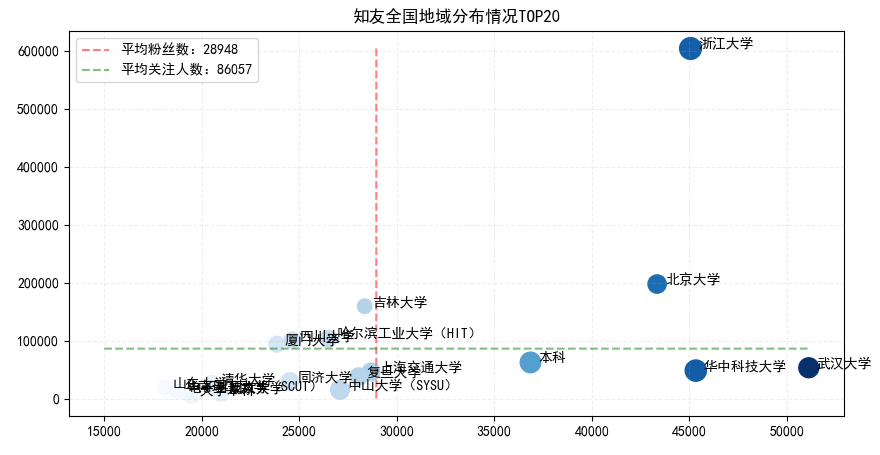 知友全国地域分布情况TOP20
平均粉丝数: 28948
平均关注人数: 86057
600000
500000
400000
300000
200000
100000
0
浙江大学
北京大学
吉林大学
哈尔滨工业大学（HIT）
厦门大学
本科
上海交通大学
复旦大学
华中科技大学
武汉大学
同济大学
中山大学（SYSU）
清华大学
山东大学
15000
20000
25000
30000
35000
40000
45000
50000